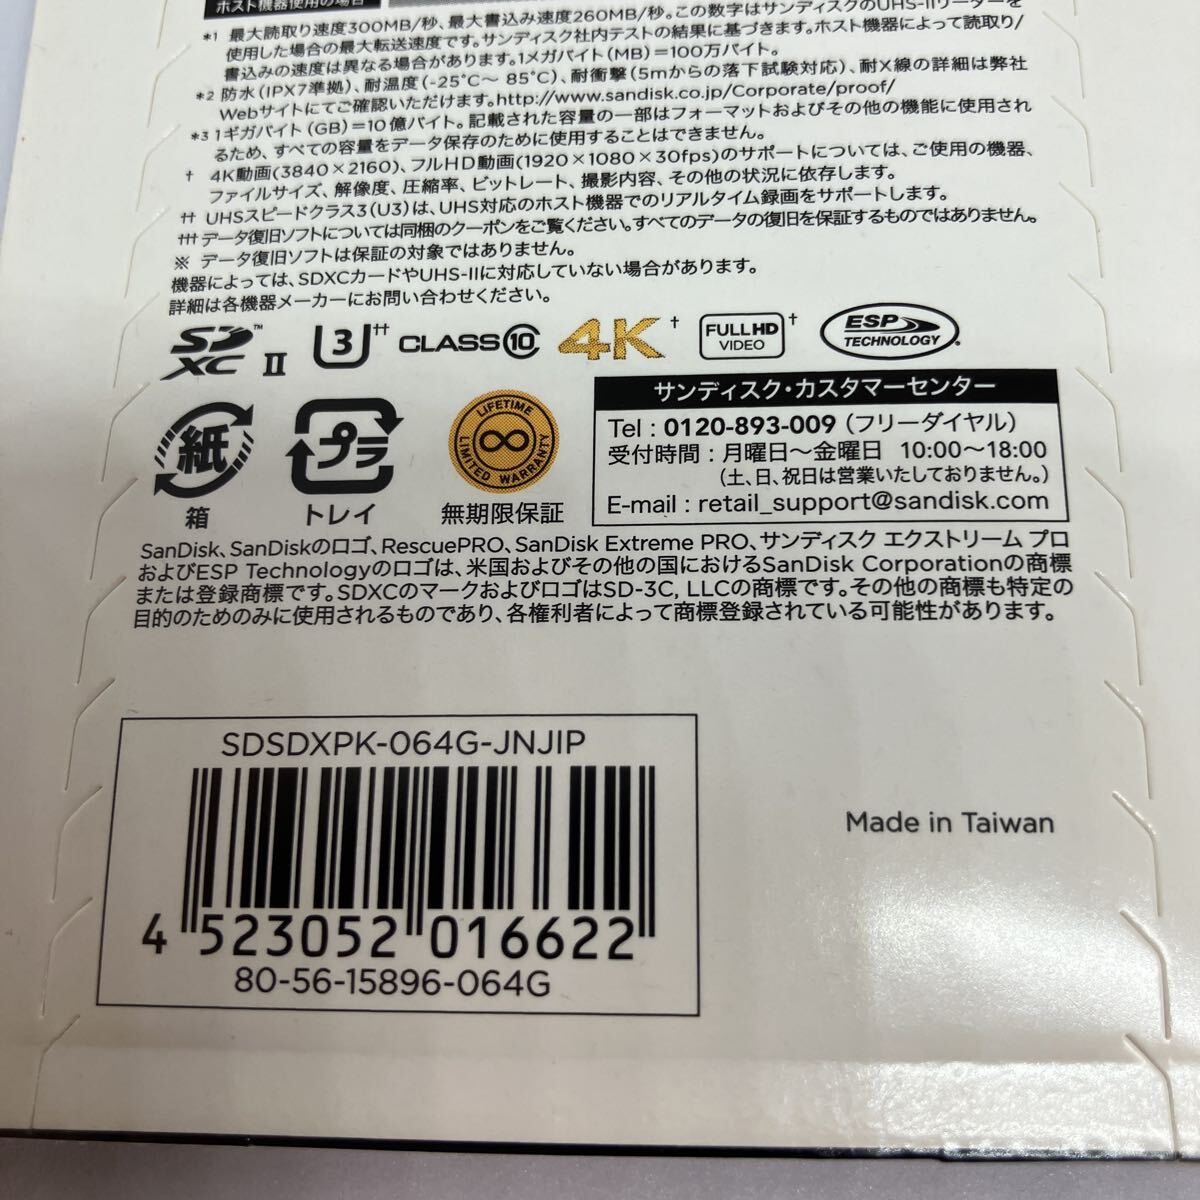 ホスト機器使用の場合
*1 最大読取り速度300MB/秒、最大書込み速度260MB/秒。この数字はサンディスクのUHS-IIリーダーを
使用した場合の最大転送速度です。サンディスク社内テストの結果に基づきます。ホスト機器によって読取り/
書込みの速度は異なる場合があります。1メガバイト(MB)=100万バイト。
*2 防水(IPX7準拠)、耐温度(-25℃〜 85℃)、耐衝撃(5mからの落下試験対応)、耐X線の詳細は弊社
Webサイトにてご確認いただけます。http://www.sandisk.co.jp/Corporate/proof/
*3 1ギガバイト(GB)=10億バイト。記載された容量の一部はフォーマットおよびその他の機能に使用され
るため、すべての容量をデータ保存のために使用することはできません。
† 4K動画(3840×2160)、フルHD動画(1920×1080×30fps)のサポートについては、ご使用の機器、
ファイルサイズ、解像度、圧縮率、ビットレート、撮影内容、その他の状況に依存します。
†† UHSスピードクラス3(U3)は、UHS対応のホスト機器でのリアルタイム録画をサポートします。
††† データ復旧ソフトについては同梱のクーポンをご覧ください。すべてのデータの復旧を保証するものではありません。
※ データ復旧ソフトは保証の対象ではありません。
機器によっては、SDXCカードやUHS-IIに対応していない場合があります。
詳細は各機器メーカーにお問い合わせください。
SD XC™ II U3†† CLASS10 4K† FULL HD VIDEO† ESP TECHNOLOGY.
紙
箱
プラ
トレイ
LIFETIME LIMITED WARRANTY
無期限保証
サンディスク・カスタマーセンター
Tel : 0120-893-009 (フリーダイヤル)
受付時間 : 月曜日〜金曜日 10:00〜18:00
(土、日、祝日は営業いたしておりません。)
E-mail : retail_support@sandisk.com
SanDisk、SanDiskのロゴ、RescuePRO、SanDisk Extreme PRO、サンディスク エクストリーム プロ
およびESP Technologyのロゴは、米国およびその他の国におけるSanDisk Corporationの商標
または登録商標です。SDXCのマークおよびロゴはSD-3C, LLCの商標です。その他の商標も特定の
目的のためのみに使用されるものであり、各権利者によって商標登録されている可能性があります。
SDSDXPK-064G-JNJIP
4 523052 016622
80-56-15896-064G
Made in Taiwan